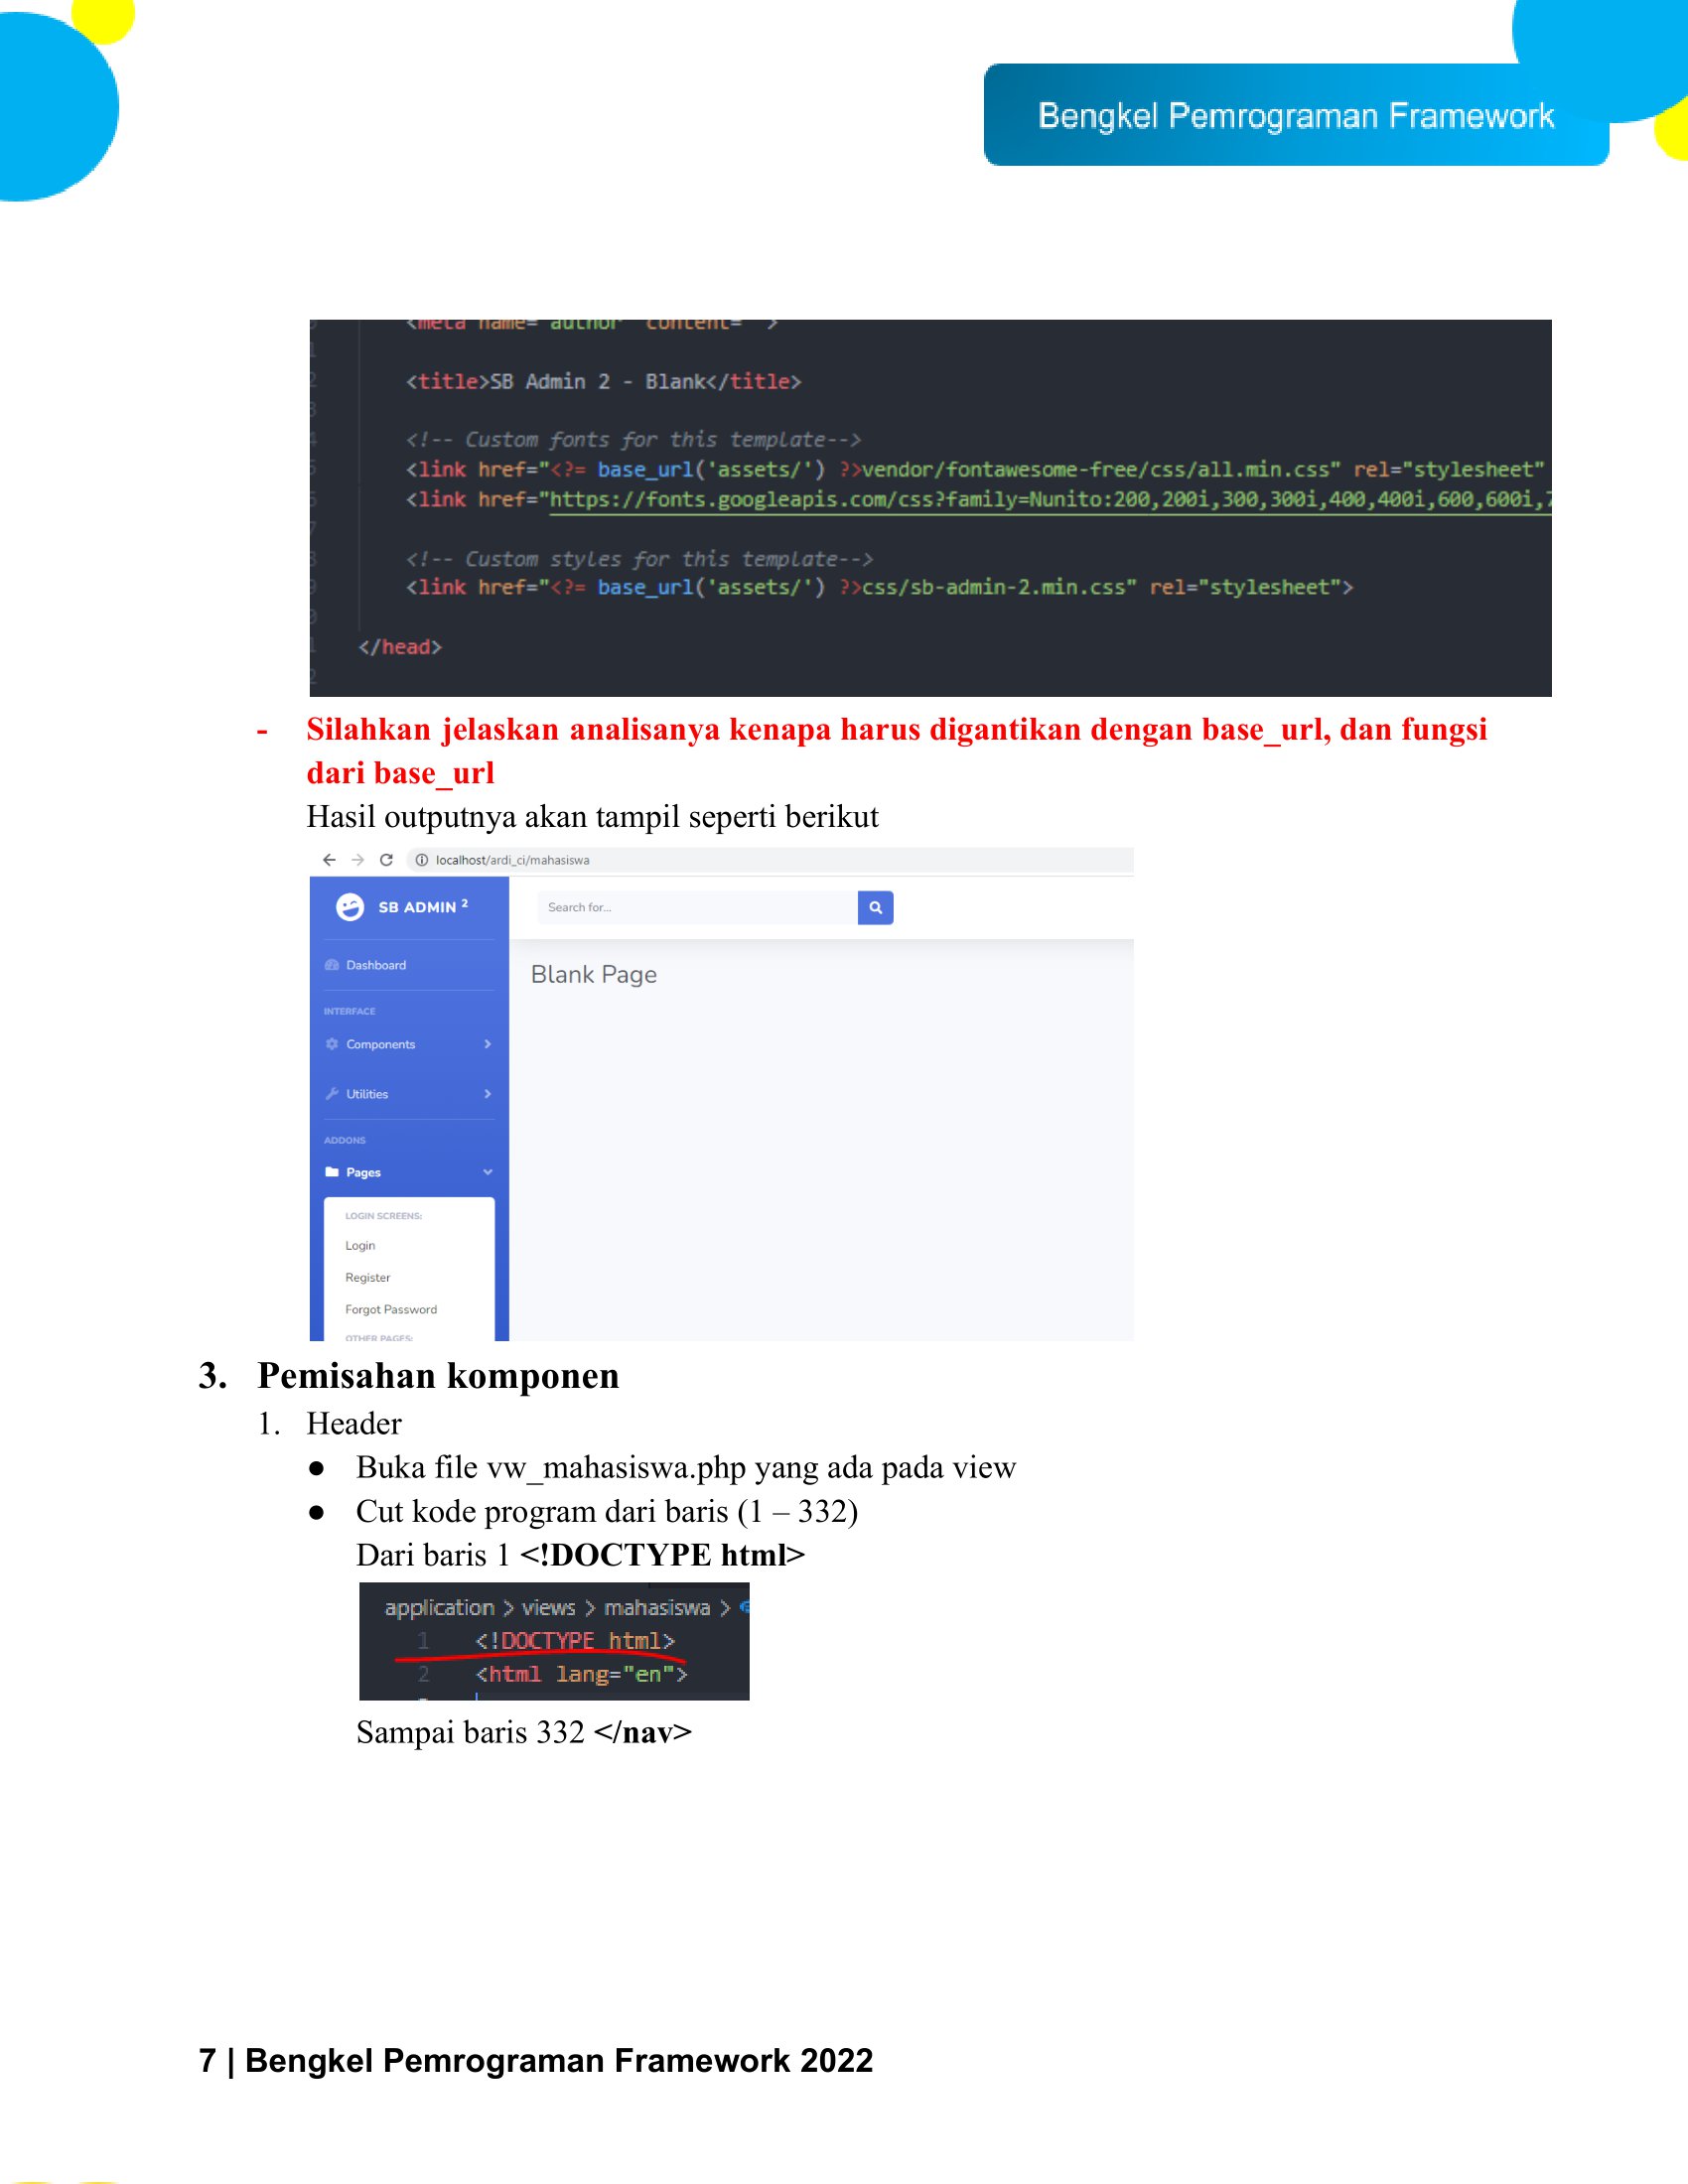 Bengkel Pemrograman Framework
<meta name="author" content="">
<title>SB Admin 2 - Blank</title>
<!-- Custom fonts for this template-->
<link href="<?= base_url('assets/') ?>vendor/fontawesome-free/css/all.min.css" rel="stylesheet"
<link href="https://fonts.googleapis.com/css?family=Nunito:200,200i,300,300i,400,400i,600,600i,7
<!-- Custom styles for this template-->
<link href="<?= base_url('assets/') ?>css/sb-admin-2.min.css" rel="stylesheet">
</head>
- Silahkan jelaskan analisanya kenapa harus digantikan dengan base_url, dan fungsi
dari base_url
Hasil outputnya akan tampil seperti berikut
localhost/ardi_ci/mahasiswa
SB ADMIN 2
Search for...
Dashboard
Blank Page
INTERFACE
Components
Utilities
ADDONS
Pages
LOGIN SCREENS:
Login
Register
Forgot Password
OTHER PAGES:
3. Pemisahan komponen
1. Header
● Buka file vw_mahasiswa.php yang ada pada view
● Cut kode program dari baris (1 – 332)
Dari baris 1 <!DOCTYPE html>
application > views > mahasiswa >
1 <!DOCTYPE html>
2 <html lang="en">
Sampai baris 332 </nav>
7 | Bengkel Pemrograman Framework 2022